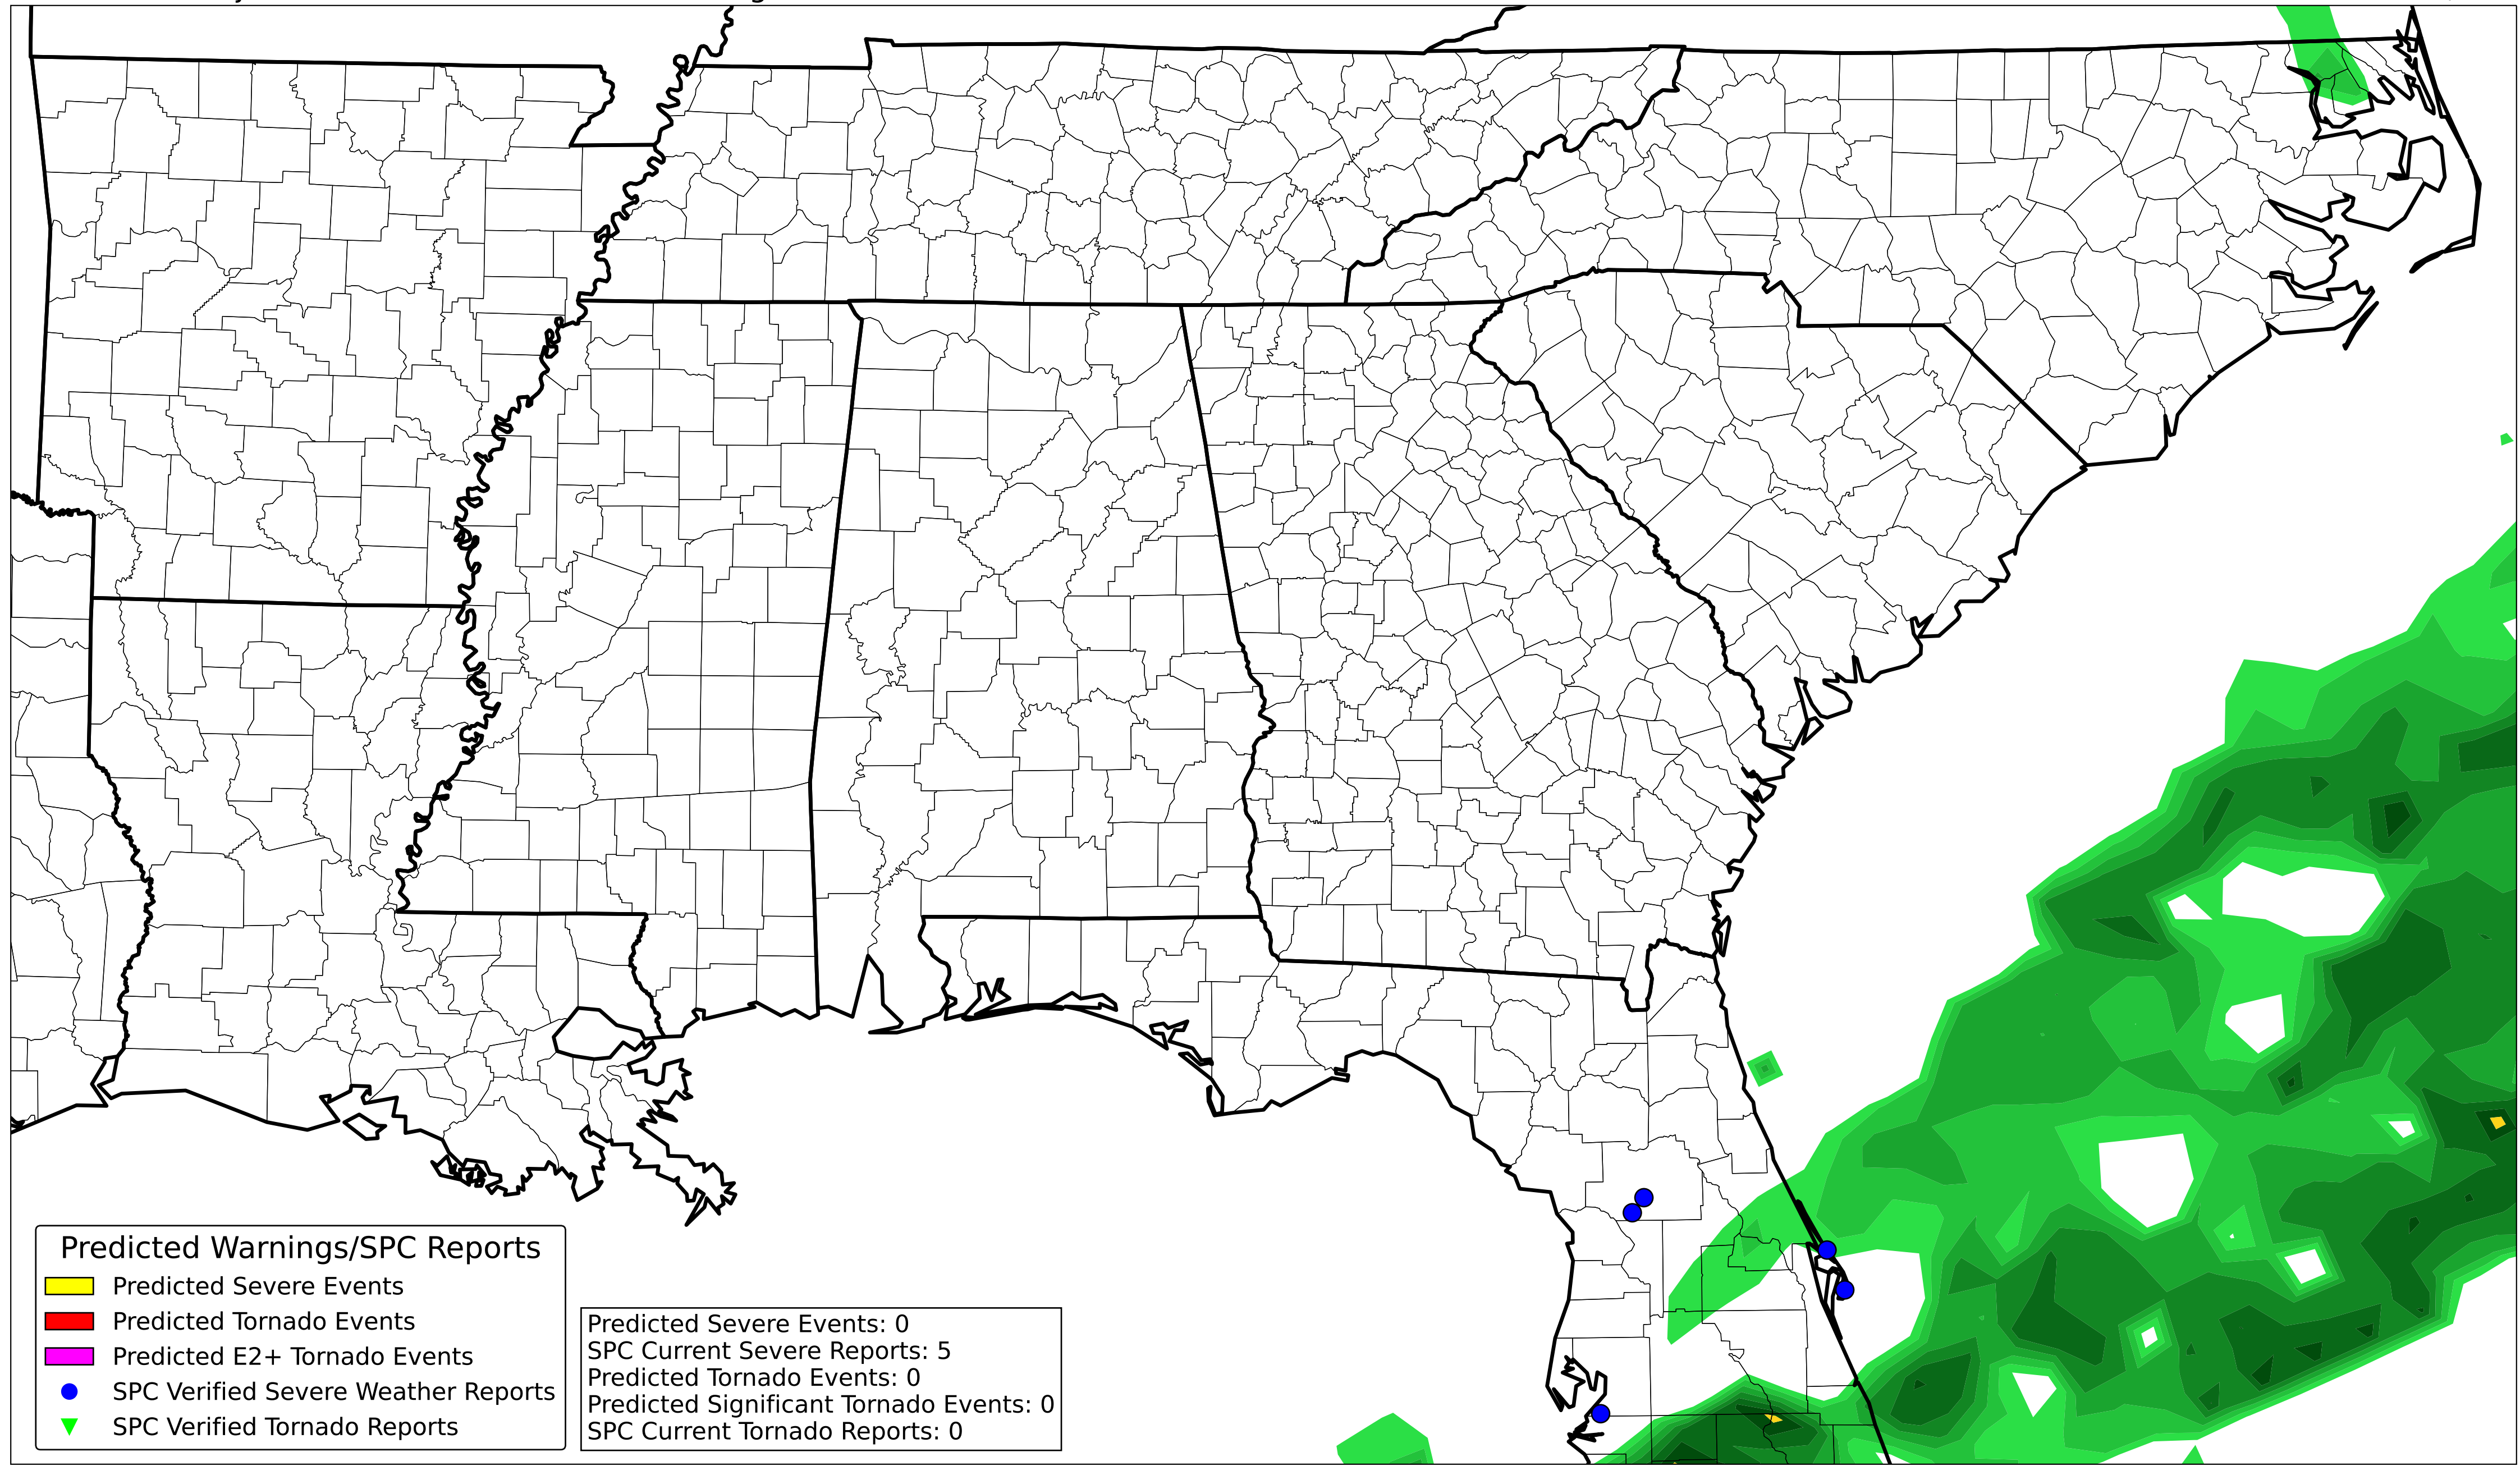 Predicted Warnings/SPC Reports
Predicted Severe Events
Predicted Tornado Events
Predicted E2+ Tornado Events
SPC Verified Severe Weather Reports
SPC Verified Tornado Reports
Predicted Severe Events: 0
SPC Current Severe Reports: 5
Predicted Tornado Events: 0
Predicted Significant Tornado Events: 0
SPC Current Tornado Reports: 0